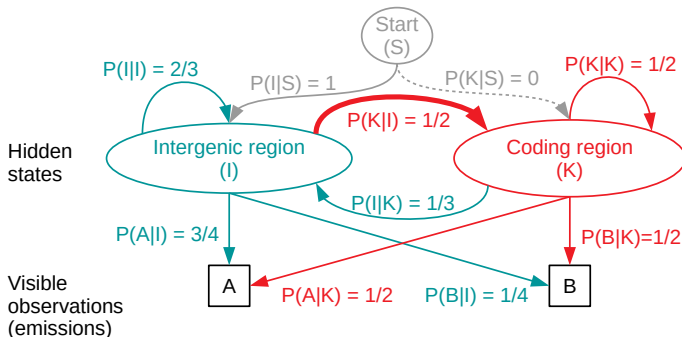 Start
(S)
P(I|I) = 2/3
P(I|S) = 1
P(K|S) = 0
P(K|K) = 1/2
P(K|I) = 1/2
Hidden
states
Intergenic region
(I)
Coding region
(K)
P(I|K) = 1/3
P(A|I) = 3/4
P(B|K)=1/2
Visible
observations
(emissions)
A
B
P(A|K) = 1/2
P(B|I) = 1/4